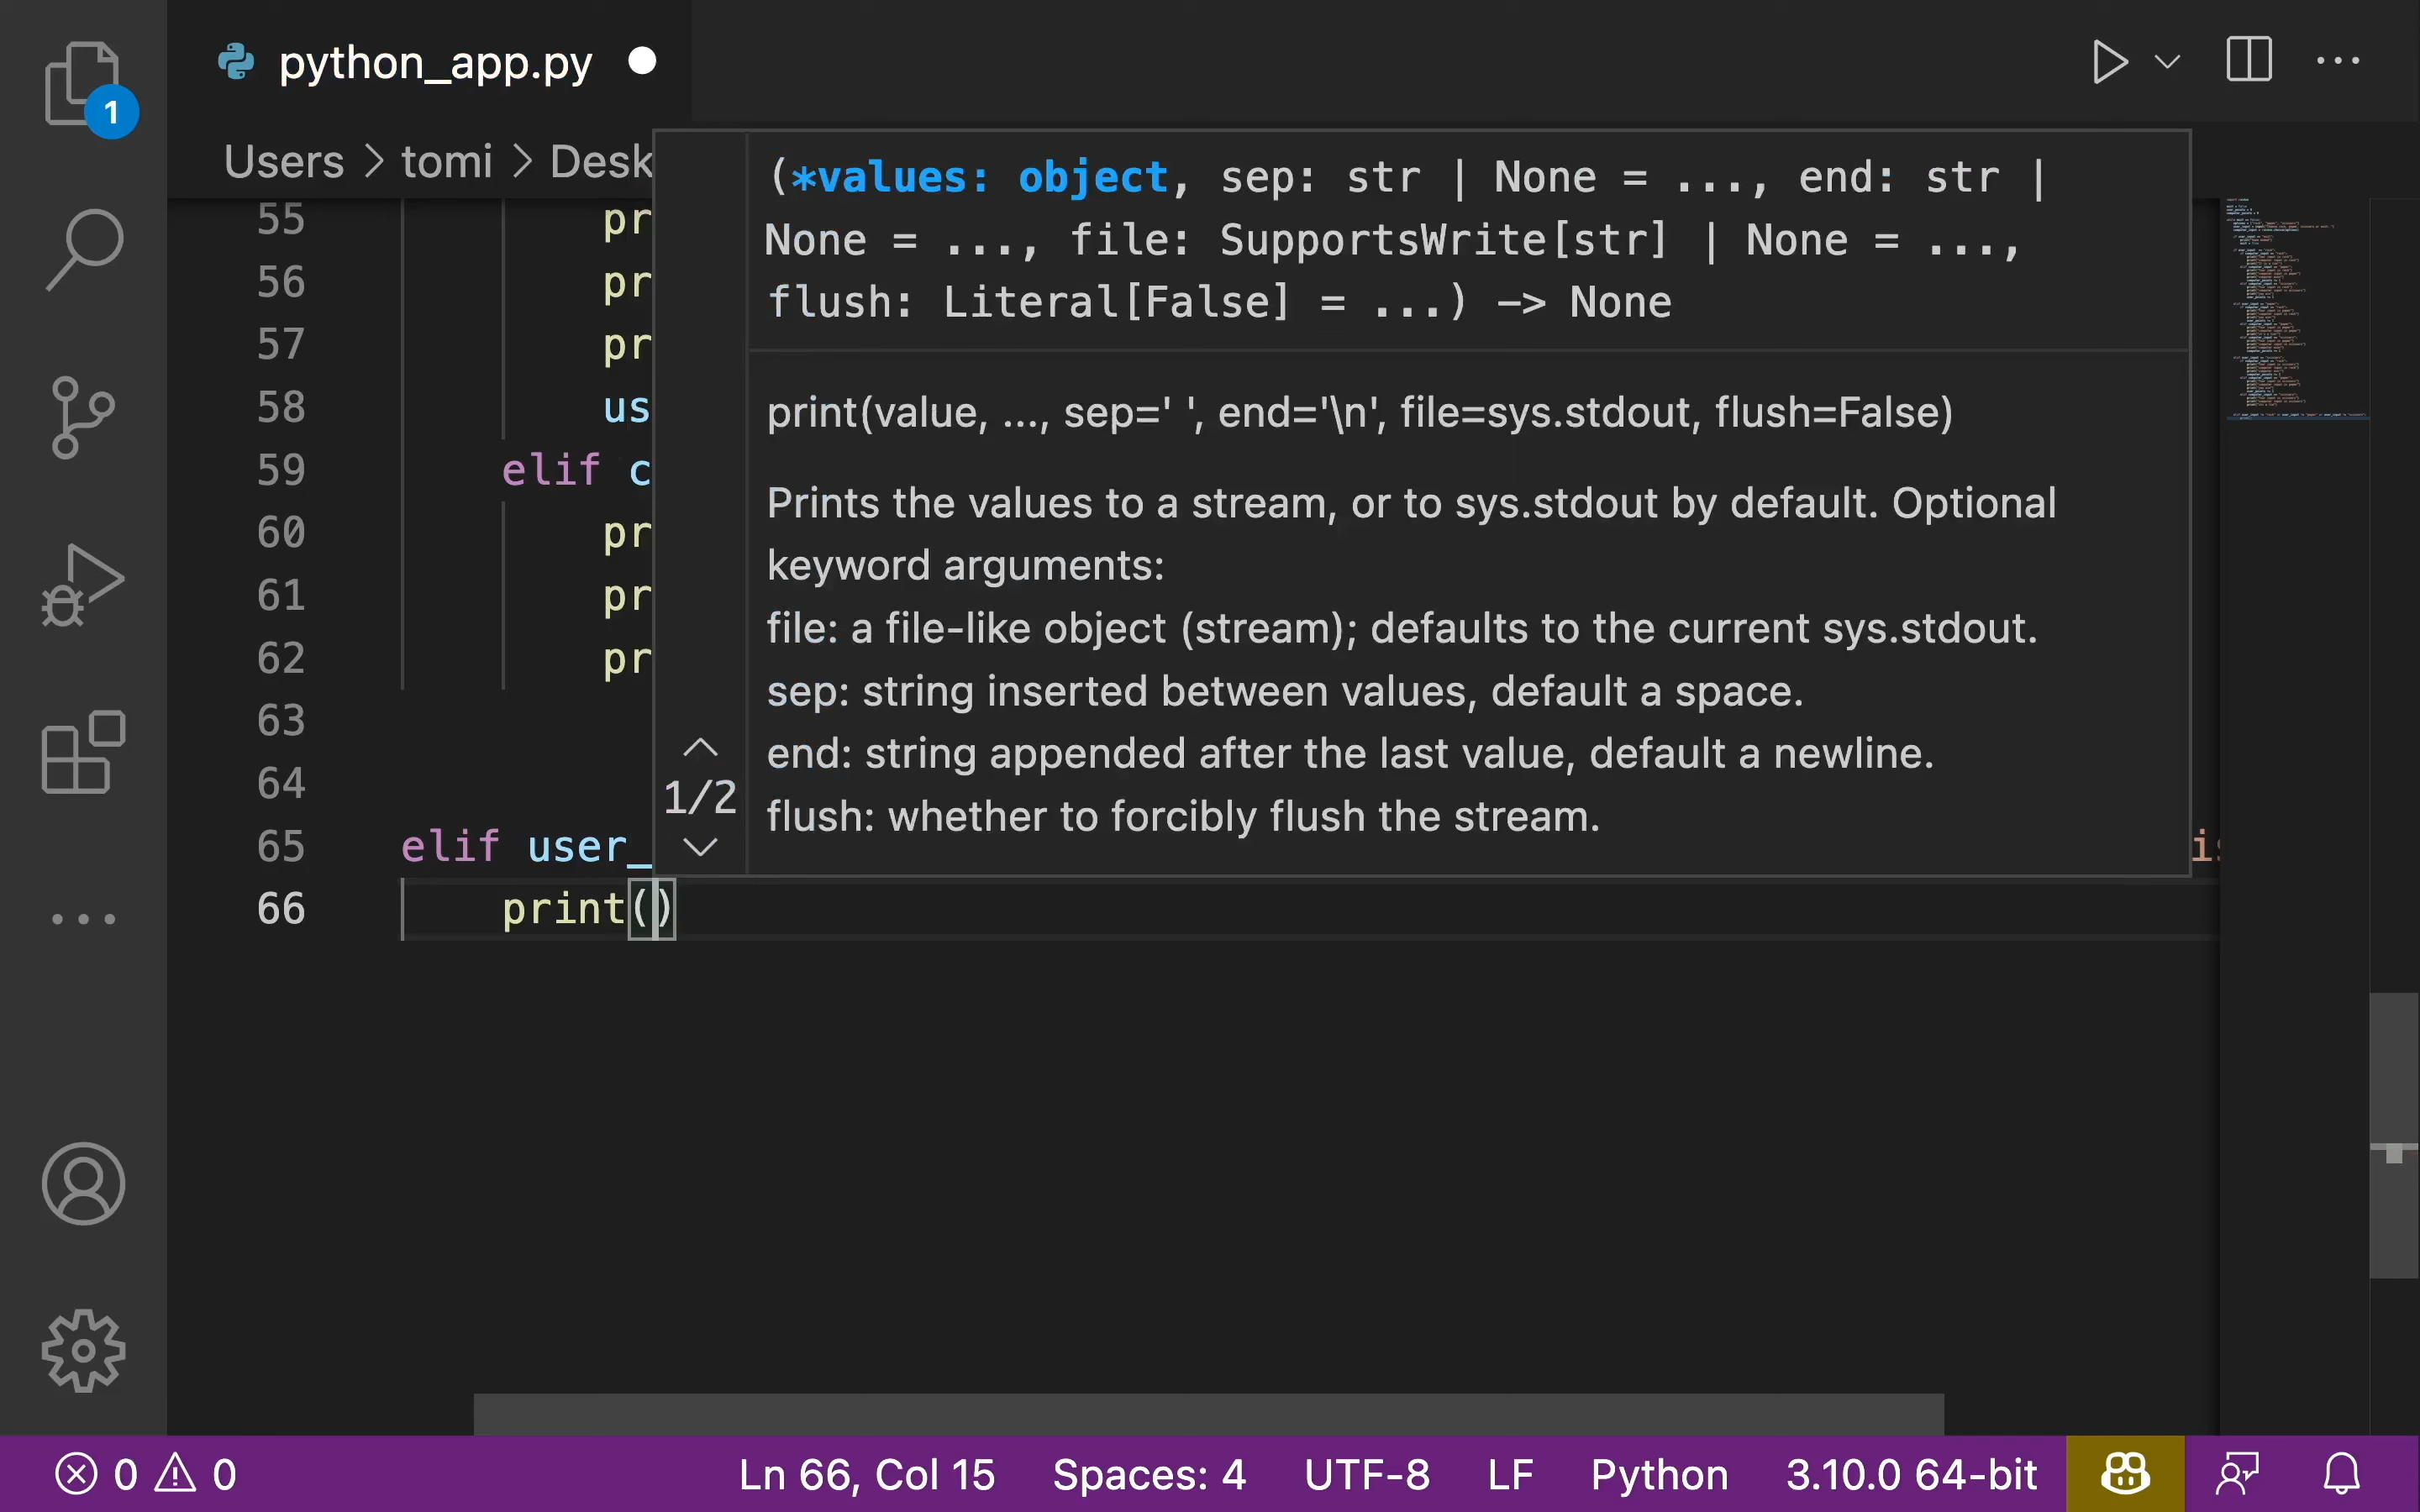 python_app.py
1
Users > tomi > Desk
(*values: object, sep: str | None = ..., end: str |
None = ..., file: SupportsWrite[str] | None = ...,
flush: Literal[False] = ...) -> None
print(value, ..., sep=' ', end='\n', file=sys.stdout, flush=False)
Prints the values to a stream, or to sys.stdout by default. Optional
keyword arguments:
file: a file-like object (stream); defaults to the current sys.stdout.
sep: string inserted between values, default a space.
end: string appended after the last value, default a newline.
flush: whether to forcibly flush the stream.
1/2
55 pr
56 pr
57 pr
58 us
59 elif c
60 pr
61 pr
62 pr
63
64
65 elif user_ is
66 print()
0 0 Ln 66, Col 15 Spaces: 4 UTF-8 LF Python 3.10.0 64-bit